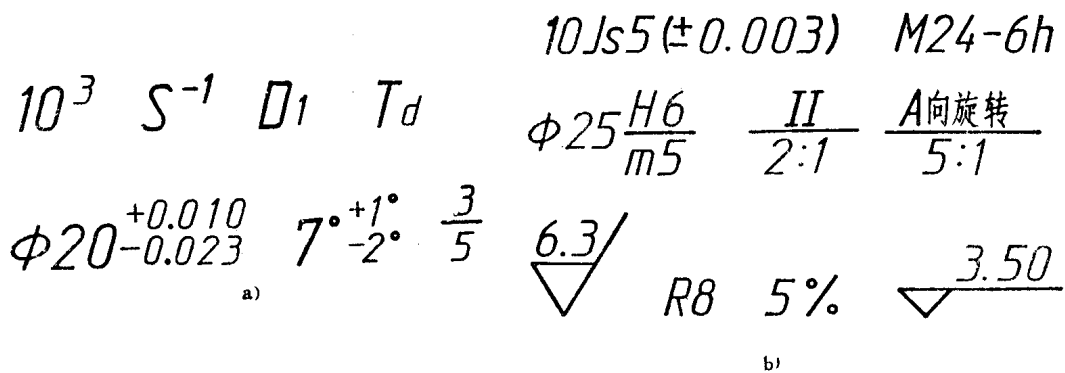 10³ S⁻¹ D₁ T_d
Φ20 +0.010 -0.023 7° +1° -2° 3/5
a)
10Js5(±0.003) M24-6h
Φ25 H6/m5 II/2:1 A向旋转/5:1
6.3 R8 5% 3.50
b)